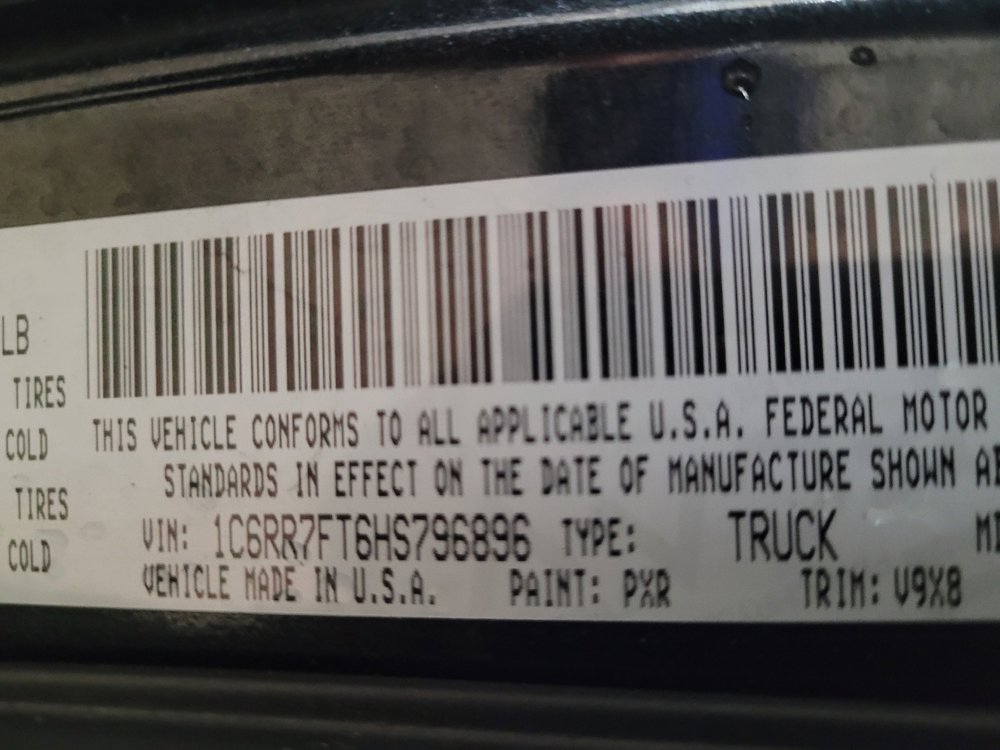 LB
TIRES
COLD
TIRES
COLD
THIS VEHICLE CONFORMS TO ALL APPLICABLE U.S.A. FEDERAL MOTOR
STANDARDS IN EFFECT ON THE DATE OF MANUFACTURE SHOWN
VIN: 1C6RR7FT6HS796896 TYPE: TRUCK
VEHICLE MADE IN U.S.A. PAINT: PXR TRIM: V9X8